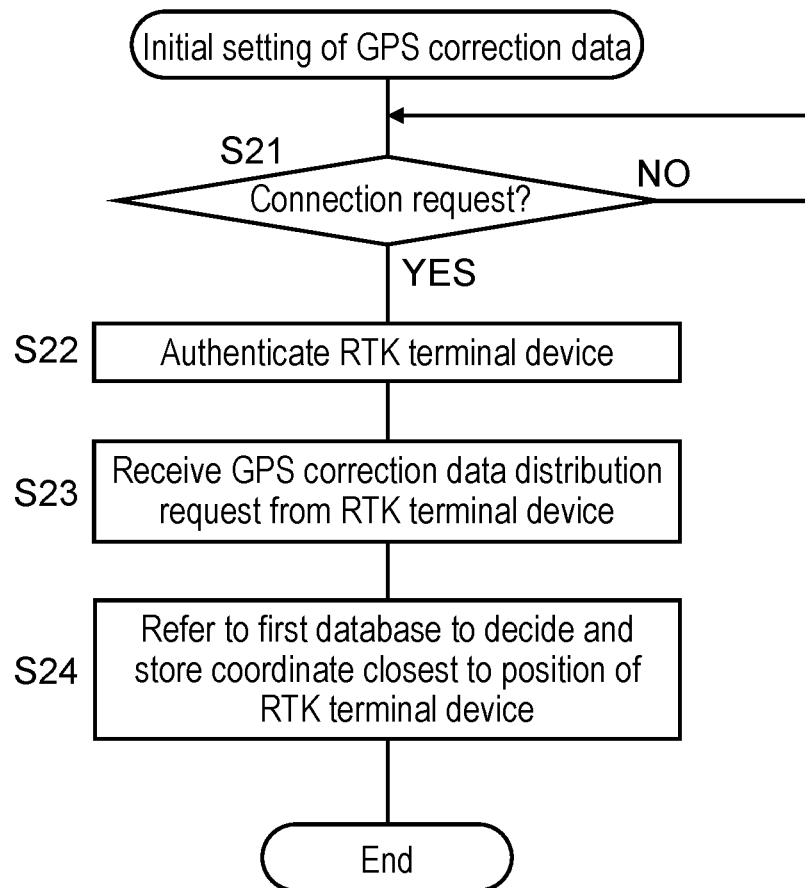 Initial setting of GPS correction data
S21
Connection request?
NO
YES
S22
Authenticate RTK terminal device
S23
Receive GPS correction data distribution
request from RTK terminal device
S24
Refer to first database to decide and
store coordinate closest to position of
RTK terminal device
End